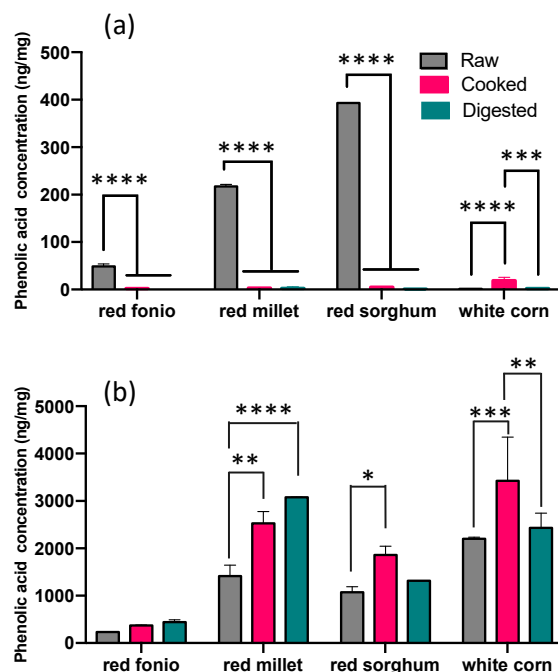 (a)
Phenolic acid concentration (ng/mg)
500
400
300
200
100
0
****
****
****
****
***
Raw
Cooked
Digested
red fonio
red millet
red sorghum
white corn
(b)
Phenolic acid concentration (ng/mg)
5000
4000
3000
2000
1000
0
**
****
*
***
**
red fonio
red millet
red sorghum
white corn